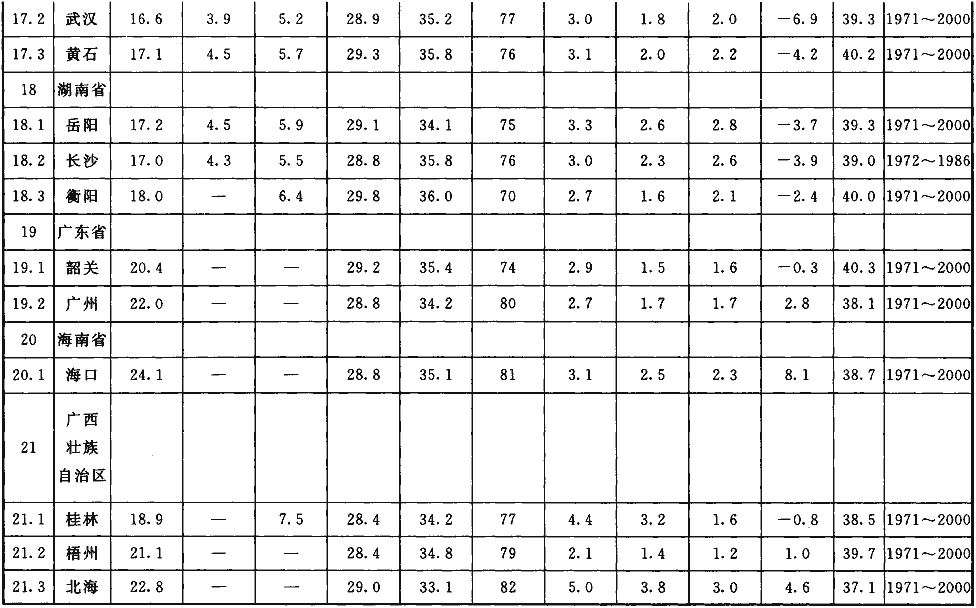 17.2 武汉 16.6 3.9 5.2 28.9 35.2 77 3.0 1.8 2.0 −6.9 39.3 1971～2000
17.3 黄石 17.1 4.5 5.7 29.3 35.8 76 3.1 2.0 2.2 −4.2 40.2 1971～2000
18 湖南省
18.1 岳阳 17.2 4.5 5.9 29.1 34.1 75 3.3 2.6 2.8 −3.7 39.3 1971～2000
18.2 长沙 17.0 4.3 5.5 28.8 35.8 76 3.0 2.3 2.6 −3.9 39.0 1972～1986
18.3 衡阳 18.0 — 6.4 29.8 36.0 70 2.7 1.6 2.1 −2.4 40.0 1971～2000
19 广东省
19.1 韶关 20.4 — — 29.2 35.4 74 2.9 1.5 1.6 −0.3 40.3 1971～2000
19.2 广州 22.0 — — 28.8 34.2 80 2.7 1.7 1.7 2.8 38.1 1971～2000
20 海南省
20.1 海口 24.1 — — 28.8 35.1 81 3.1 2.5 2.3 8.1 38.7 1971～2000
广西
21 壮族
自治区
21.1 桂林 18.9 — 7.5 28.4 34.2 77 4.4 3.2 1.6 −0.8 38.5 1971～2000
21.2 梧州 21.1 — — 28.4 34.8 79 2.1 1.4 1.2 1.0 39.7 1971～2000
21.3 北海 22.8 — — 29.0 33.1 82 5.0 3.8 3.0 4.6 37.1 1971～2000